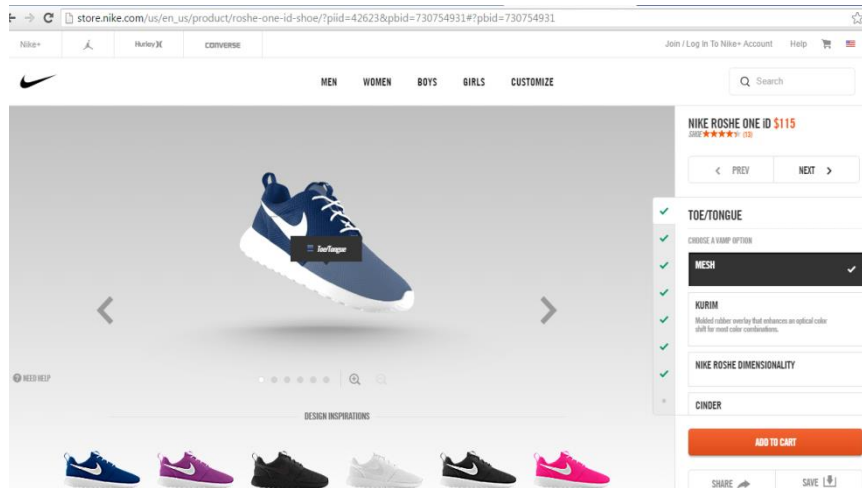 store.nike.com/us/en_us/product/roshe-one-id-shoe/?piid=42623&pbid=730754931#?pbid=730754931
Nike+ Hurley CONVERSE Join / Log In To Nike+ Account Help
MEN WOMEN BOYS GIRLS CUSTOMIZE Search
NIKE ROSHE ONE iD $115
SHOE (13)
< PREV NEXT >
TOE/TONGUE
CHOOSE A VAMP OPTION
MESH
Toe/Tongue
KURIM
Molded rubber overlay that enhances an optical color
shift for most color combinations.
NIKE ROSHE DIMENSIONALITY
? NEED HELP
CINDER
DESIGN INSPIRATIONS
ADD TO CART
SHARE SAVE